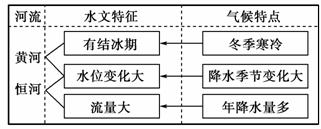 河流 水文特征 气候特点
黄河 有结冰期 冬季寒冷
水位变化大 降水季节变化大
恒河 流量大 年降水量多